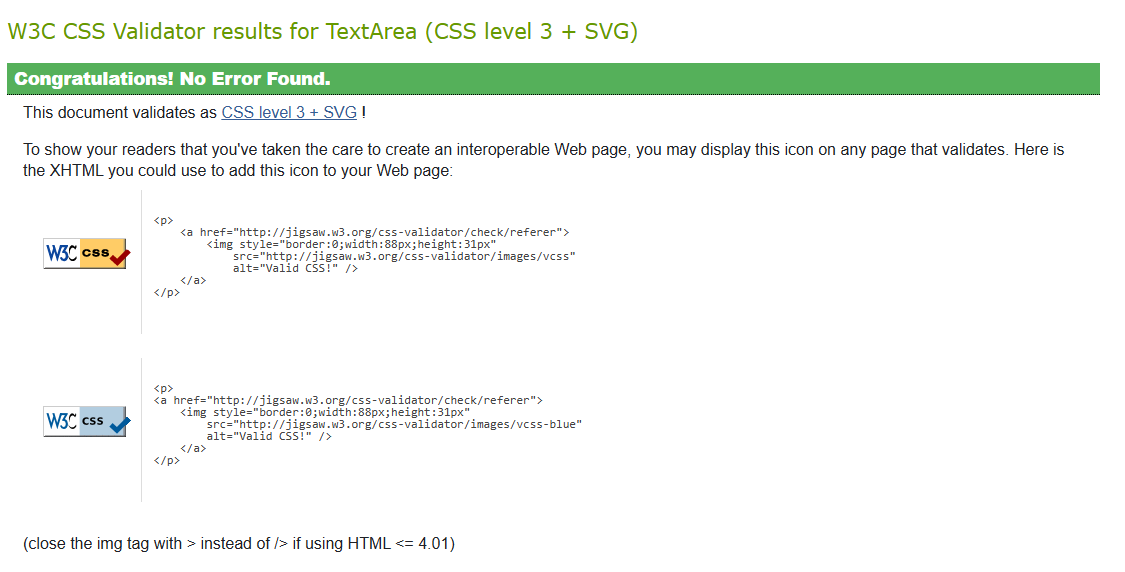 W3C CSS Validator results for TextArea (CSS level 3 + SVG)
Congratulations! No Error Found.
This document validates as CSS level 3 + SVG !
To show your readers that you've taken the care to create an interoperable Web page, you may display this icon on any page that validates. Here is
the XHTML you could use to add this icon to your Web page:
W3C css
<p>
    <a href="http://jigsaw.w3.org/css-validator/check/referer">
        <img style="border:0;width:88px;height:31px"
            src="http://jigsaw.w3.org/css-validator/images/vcss"
            alt="Valid CSS!" />
    </a>
</p>
W3C css
<p>
<a href="http://jigsaw.w3.org/css-validator/check/referer">
    <img style="border:0;width:88px;height:31px"
        src="http://jigsaw.w3.org/css-validator/images/vcss-blue"
        alt="Valid CSS!" />
    </a>
</p>
(close the img tag with > instead of /> if using HTML <= 4.01)